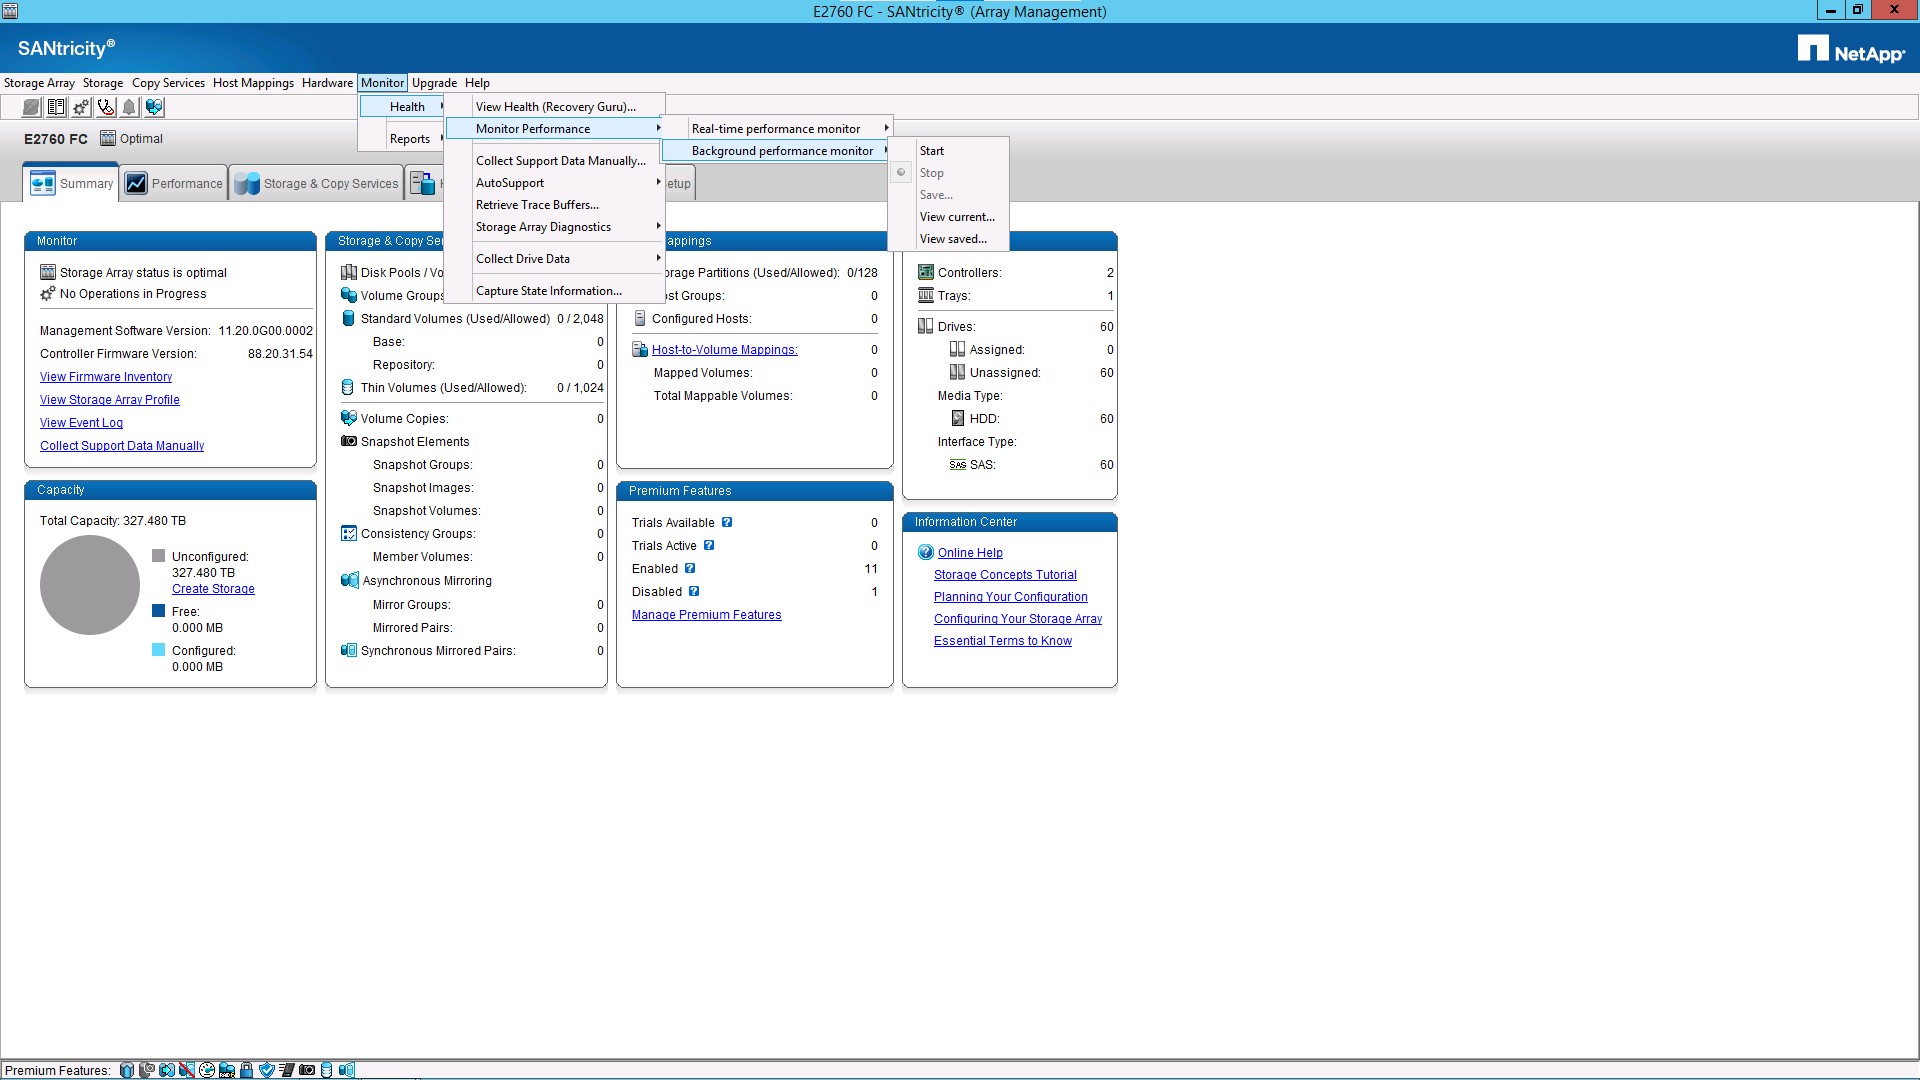 E2760 FC - SANtricity® (Array Management)
SANtricity®
NetApp®
Storage Array Storage Copy Services Host Mappings Hardware Monitor Upgrade Help
Health
Reports
View Health (Recovery Guru)...
Monitor Performance
Collect Support Data Manually...
AutoSupport
Retrieve Trace Buffers...
Storage Array Diagnostics
Collect Drive Data
Capture State Information...
Real-time performance monitor
Background performance monitor
Start
Stop
Save...
View current...
View saved...
E2760 FC Optimal
Summary Performance Storage & Copy Services H etup
Monitor
Storage Array status is optimal
No Operations in Progress
Management Software Version: 11.20.0G00.0002
Controller Firmware Version: 88.20.31.54
View Firmware Inventory
View Storage Array Profile
View Event Log
Collect Support Data Manually
Capacity
Total Capacity: 327.480 TB
Unconfigured:
327.480 TB
Create Storage
Free:
0.000 MB
Configured:
0.000 MB
Storage & Copy Ser
Disk Pools / Vo
Volume Groups
Standard Volumes (Used/Allowed) 0 / 2,048
Base: 0
Repository: 0
Thin Volumes (Used/Allowed): 0 / 1,024
Volume Copies: 0
Snapshot Elements
Snapshot Groups: 0
Snapshot Images: 0
Snapshot Volumes: 0
Consistency Groups: 0
Member Volumes: 0
Asynchronous Mirroring
Mirror Groups: 0
Mirrored Pairs: 0
Synchronous Mirrored Pairs: 0
appings
orage Partitions (Used/Allowed): 0/128
st Groups: 0
Configured Hosts: 0
Host-to-Volume Mappings: 0
Mapped Volumes: 0
Total Mappable Volumes: 0
Premium Features
Trials Available ? 0
Trials Active ? 0
Enabled ? 11
Disabled ? 1
Manage Premium Features
Controllers: 2
Trays: 1
Drives: 60
Assigned: 0
Unassigned: 60
Media Type:
HDD: 60
Interface Type:
SAS SAS: 60
Information Center
Online Help
Storage Concepts Tutorial
Planning Your Configuration
Configuring Your Storage Array
Essential Terms to Know
Premium Features: